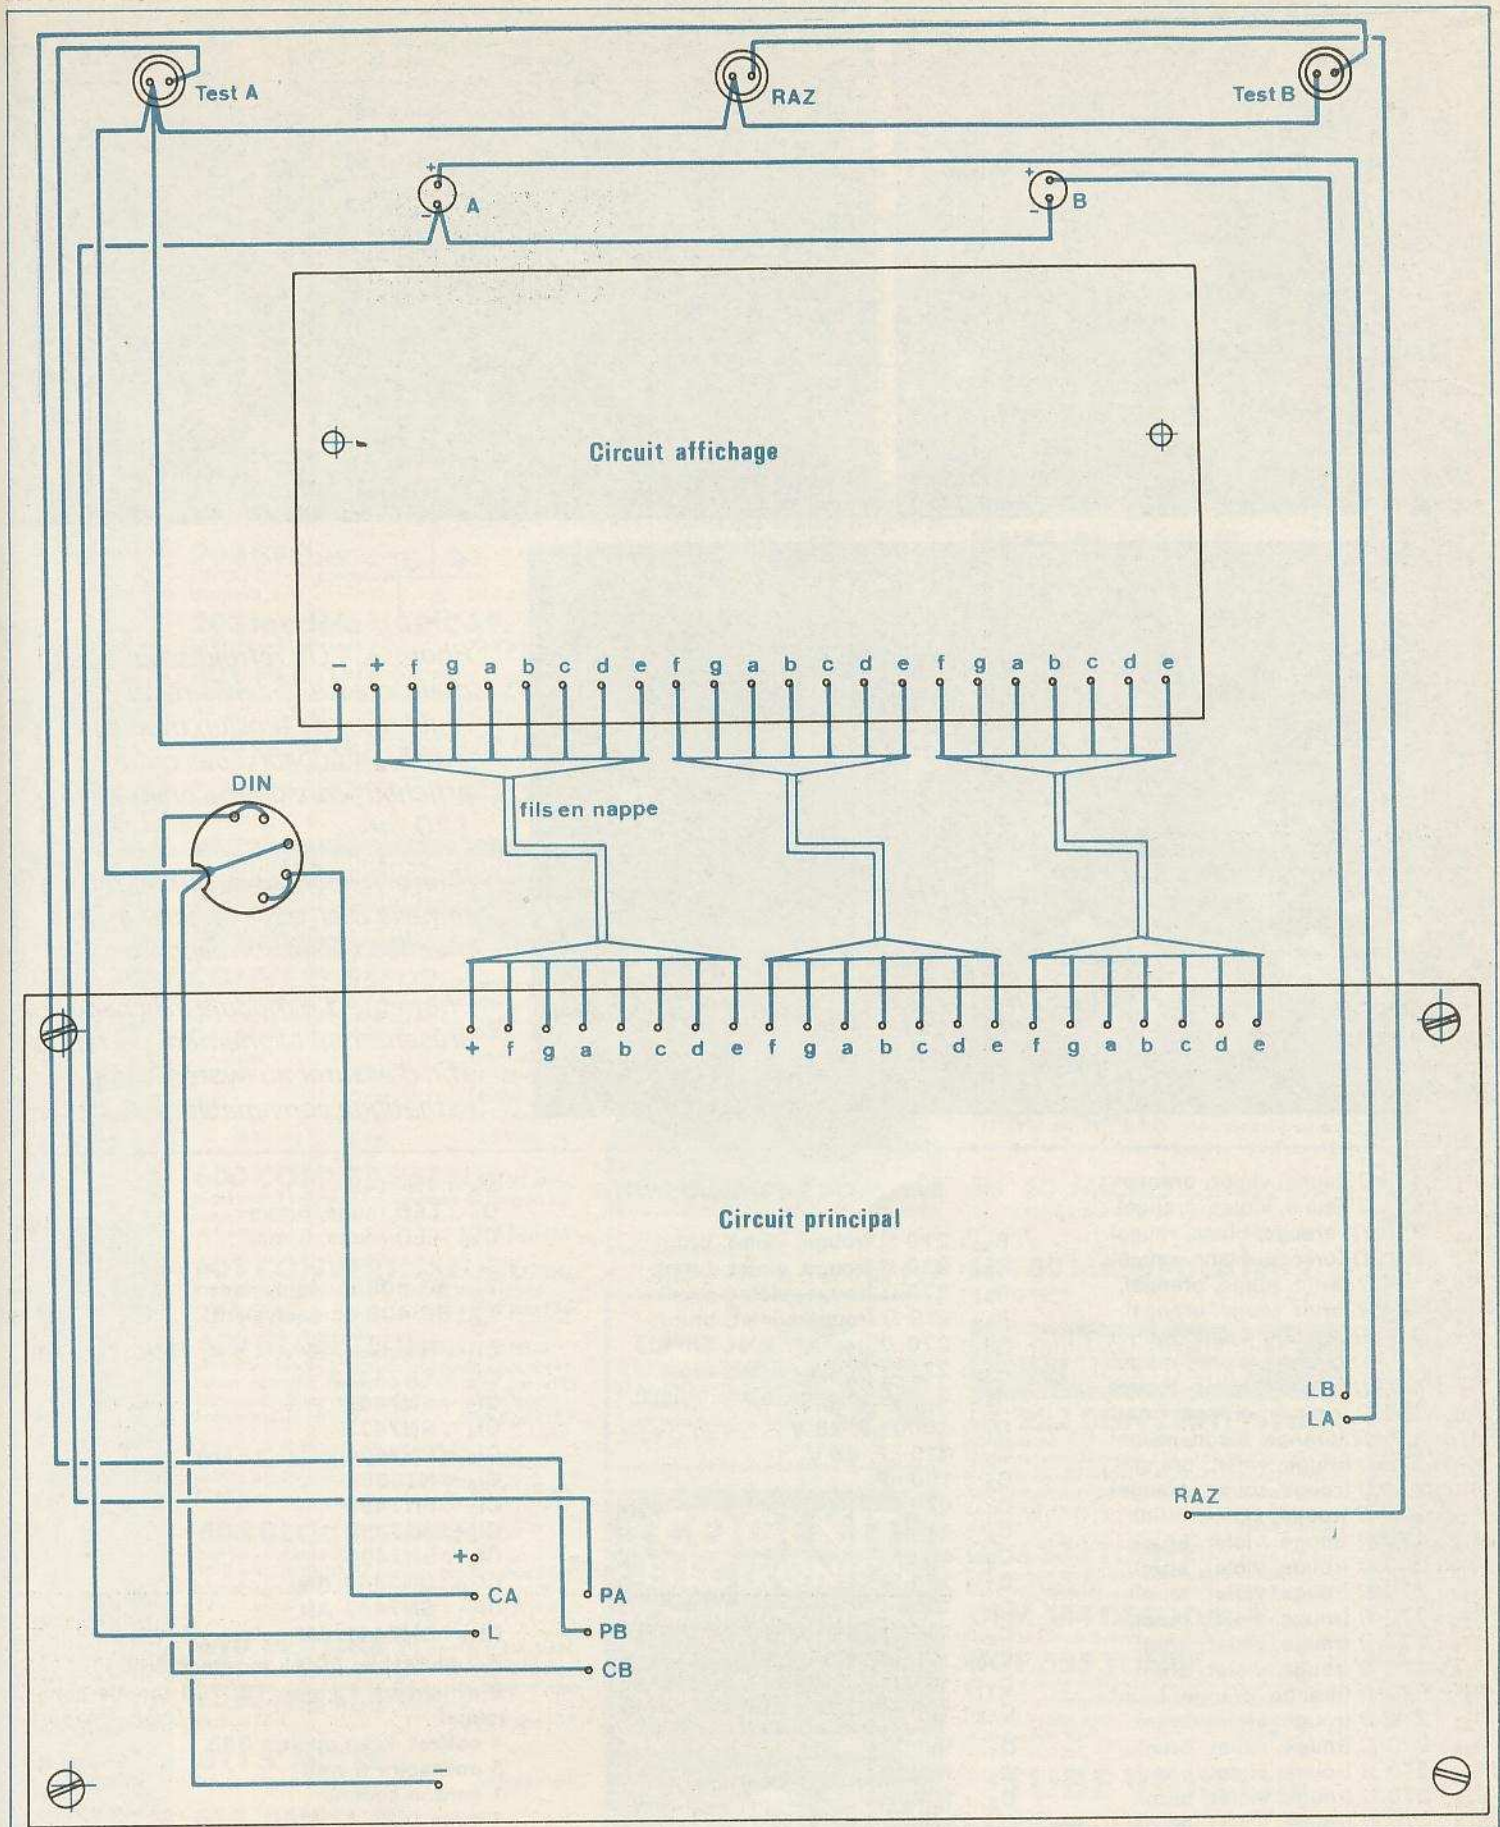 Test A
RAZ
Test B
+
A
-
+
B
-
Circuit affichage
- + f g a b c d e f g a b c d e f g a b c d e
DIN
fils en nappe
+ f g a b c d e f g a b c d e f g a b c d e
Circuit principal
LB
LA
RAZ
+
CA
PA
L
PB
CB
-